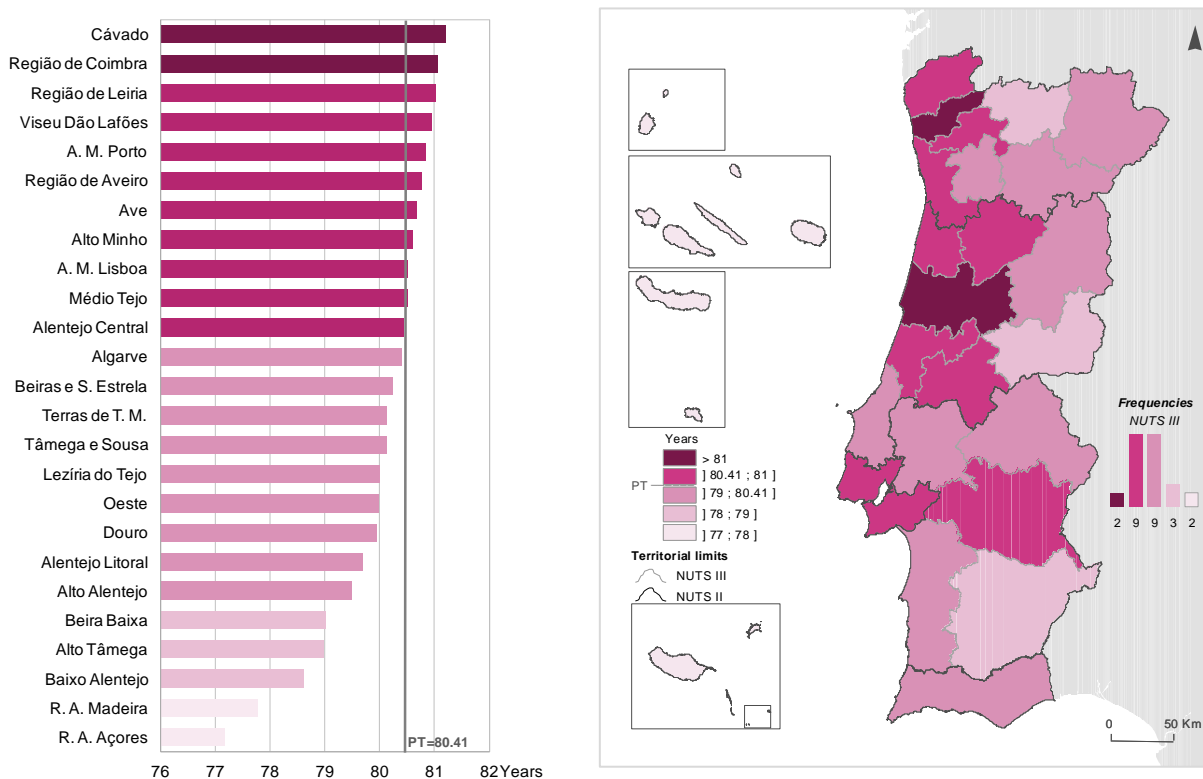 Cávado
Região de Coimbra
Região de Leiria
Viseu Dão Lafões
A. M. Porto
Região de Aveiro
Ave
Alto Minho
A. M. Lisboa
Médio Tejo
Alentejo Central
Algarve
Beiras e S. Estrela
Terras de T. M.
Tâmega e Sousa
Lezíria do Tejo
Oeste
Douro
Alentejo Litoral
Alto Alentejo
Beira Baixa
Alto Tâmega
Baixo Alentejo
R. A. Madeira
R. A. Açores
PT=80.41
76 77 78 79 80 81 82 Years
Years
> 81
] 80.41 ; 81 ]
PT
] 79 ; 80.41 ]
] 78 ; 79 ]
] 77 ; 78 ]
Territorial limits
NUTS III
NUTS II
Frequencies
NUTS III
2 9 9 3 2
0 50 Km